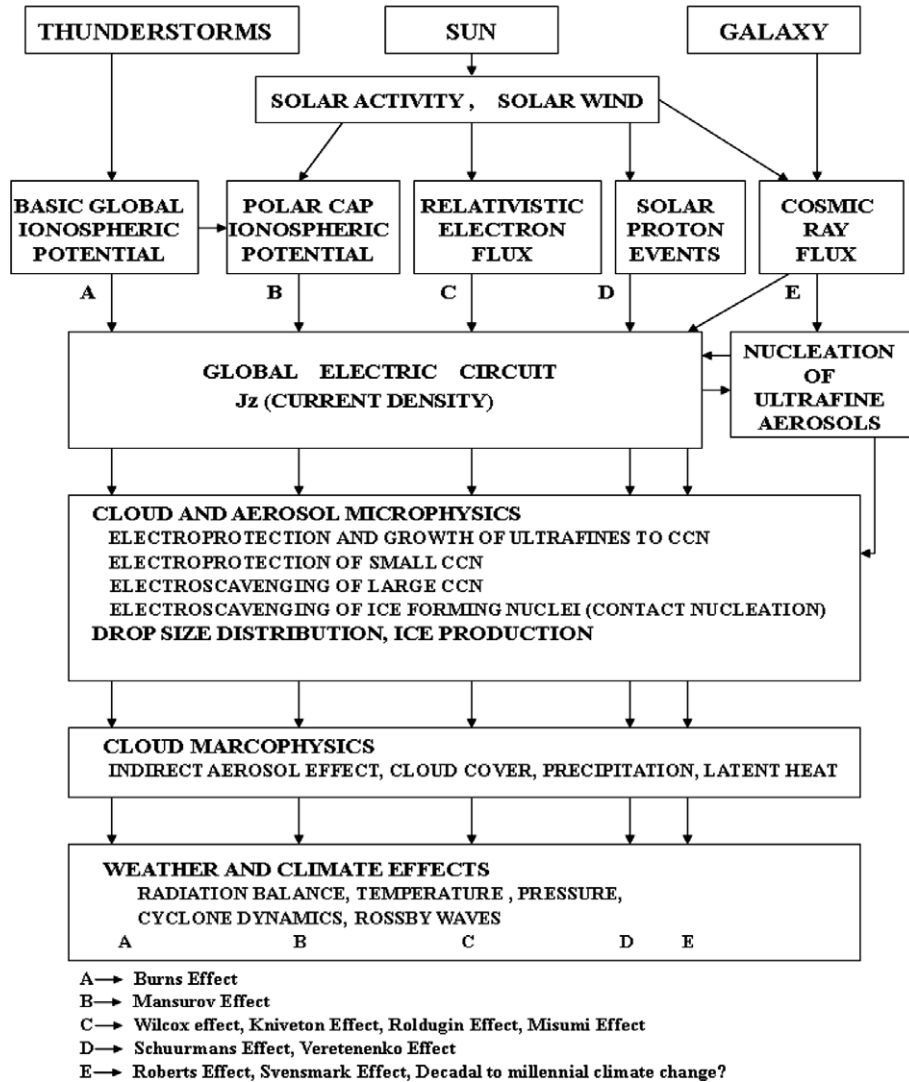 THUNDERSTORMS
SUN
GALAXY
SOLAR ACTIVITY , SOLAR WIND
BASIC GLOBAL
IONOSPHERIC
POTENTIAL
POLAR CAP
IONOSPHERIC
POTENTIAL
RELATIVISTIC
ELECTRON
FLUX
SOLAR
PROTON
EVENTS
COSMIC
RAY
FLUX
A
B
C
D
E
GLOBAL ELECTRIC CIRCUIT
Jz (CURRENT DENSITY)
NUCLEATION
OF
ULTRAFINE
AEROSOLS
CLOUD AND AEROSOL MICROPHYSICS
ELECTROPROTECTION AND GROWTH OF ULTRAFINES TO CCN
ELECTROPROTECTION OF SMALL CCN
ELECTROSCAVENGING OF LARGE CCN
ELECTROSCAVENGING OF ICE FORMING NUCLEI (CONTACT NUCLEATION)
DROP SIZE DISTRIBUTION, ICE PRODUCTION
CLOUD MARCOPHYSICS
INDIRECT AEROSOL EFFECT, CLOUD COVER, PRECIPITATION, LATENT HEAT
WEATHER AND CLIMATE EFFECTS
RADIATION BALANCE, TEMPERATURE , PRESSURE,
CYCLONE DYNAMICS, ROSSBY WAVES
A B C D E
A→ Burns Effect
B→ Mansurov Effect
C→ Wilcox effect, Kniveton Effect, Roldugin Effect, Misumi Effect
D→ Schuurmans Effect, Veretenenko Effect
E→ Roberts Effect, Svensmark Effect, Decadal to millennial climate change?